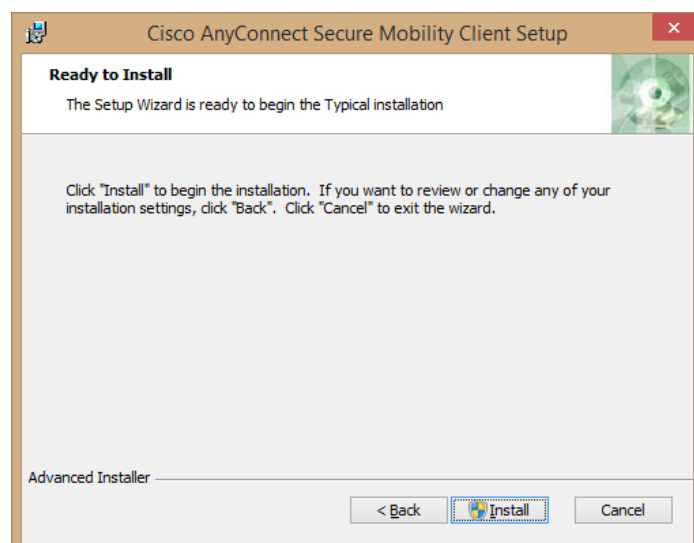 Cisco AnyConnect Secure Mobility Client Setup
Ready to Install
The Setup Wizard is ready to begin the Typical installation
Click "Install" to begin the installation.  If you want to review or change any of your
installation settings, click "Back".  Click "Cancel" to exit the wizard.
Advanced Installer
< Back
Install
Cancel